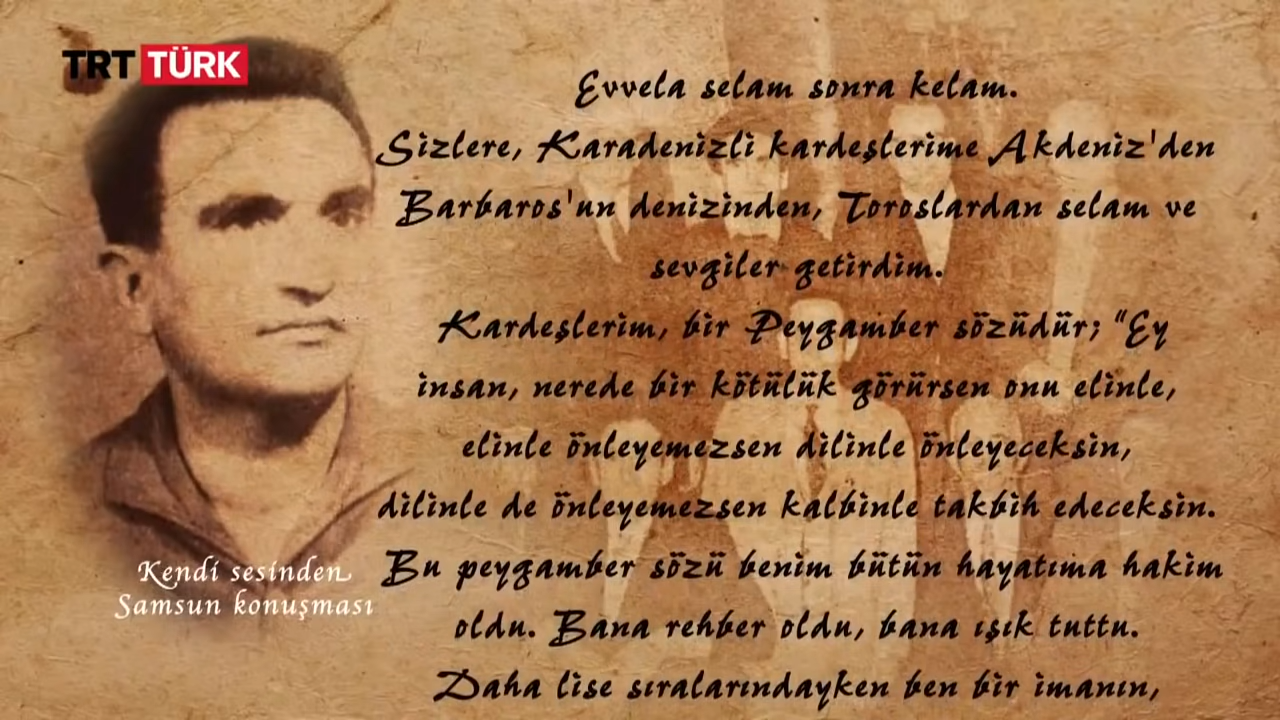 TRT TÜRK
Evvela selam sonra kelam.
Sizlere, Karadenizli kardeşlerime Akdeniz'den
Barbaros'un denizinden, Toroslardan selam ve
sevgiler getirdim.
Kardeşlerim, bir Peygamber sözüdür; "Ey
insan, nerede bir kötülük görürsen onu elinle,
elinle önleyemezsen dilinle önleyeceksin,
dilinle de önleyemezsen kalbinle takbih edeceksin.
Bu peygamber sözü benim bütün hayatıma hakim
oldu. Bana rehber oldu, bana ışık tuttu.
Daha lise sıralarındayken ben bir imanın,
Kendi sesinden
Samsun konuşması